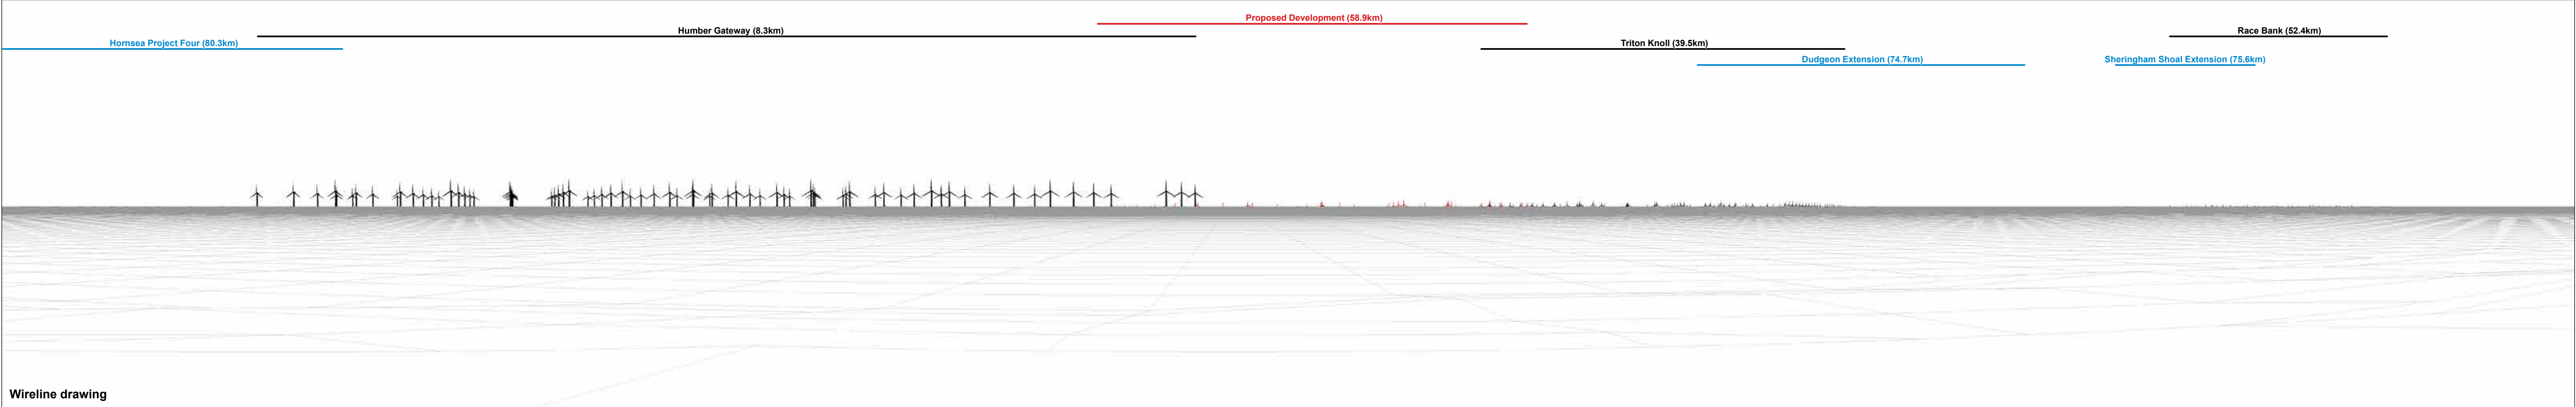 Proposed Development (58.9km)
Humber Gateway (8.3km)
Race Bank (52.4km)
Hornsea Project Four (80.3km)
Triton Knoll (39.5km)
Dudgeon Extension (74.7km)
Sheringham Shoal Extension (75.6km)
Wireline drawing